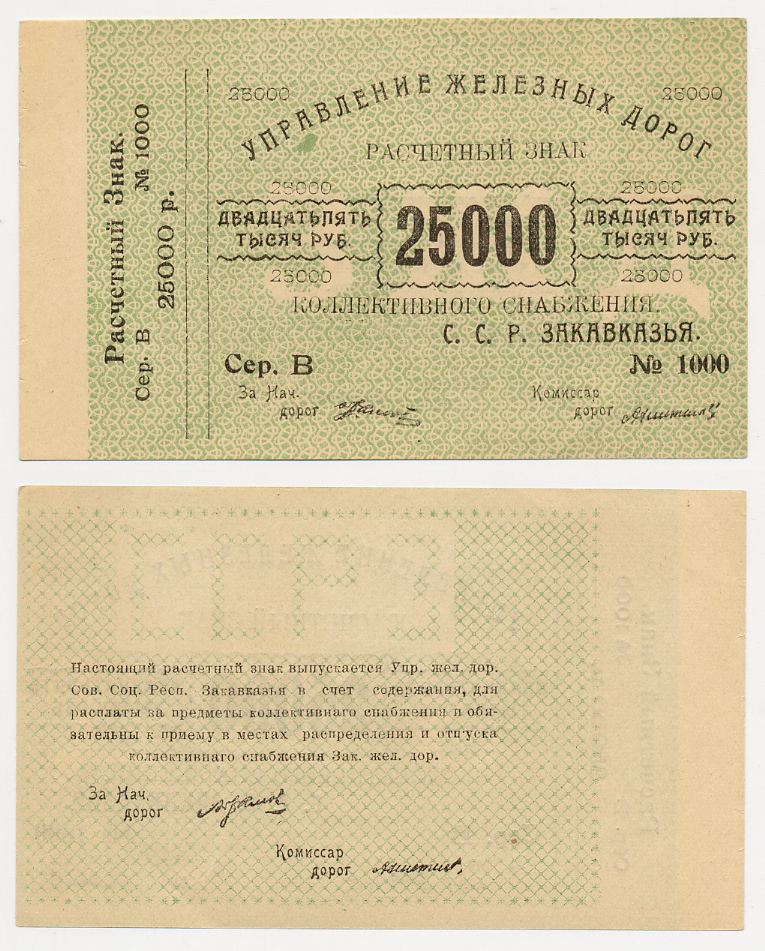 Расчетный Знак.
Сер. В № 1000
25000 р.
25000 25000
УПРАВЛЕНИЕ ЖЕЛЕЗНЫХ ДОРОГ
РАСЧЕТНЫЙ ЗНАК
25000 25000
ДВАДЦАТЬПЯТЬ 25000 ДВАДЦАТЬПЯТЬ
ТЫСЯЧ РУБ. ТЫСЯЧ РУБ.
25000 25000
КОЛЛЕКТИВНОГО СНАБЖЕНИЯ.
С. С. Р. ЗАКАВКАЗЬЯ.
Сер. В № 1000
За Нач. Комиссар
дорог дорог
Настоящий расчетный знак выпускается Упр. жел. дор.
Сов. Соц. Респ. Закавказья в счет содержания, для
расплаты за предметы коллективнаго снабжения и обя-
зательны к приему в местах распределения и отпуска
коллективнаго снабжения Зак. жел. дор.
За Нач.
дорог
Комиссар
дорог